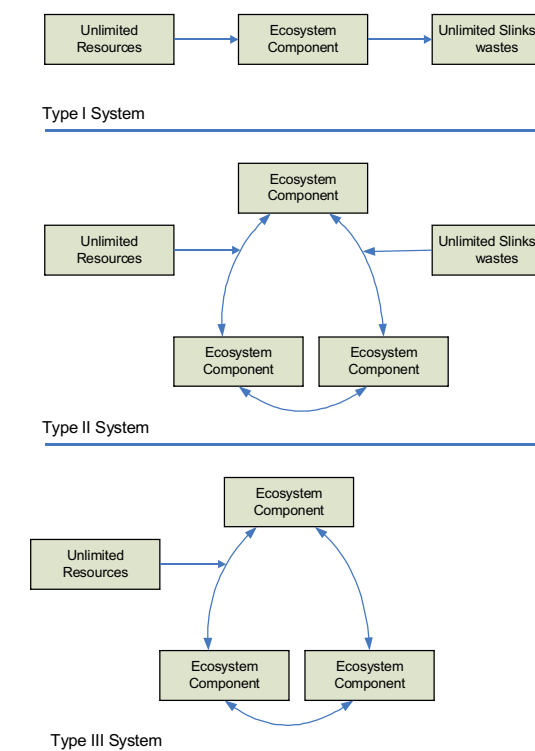 Unlimited
Resources
Ecosystem
Component
Unlimited Slinks
wastes
Type I System
Ecosystem
Component
Unlimited
Resources
Unlimited Slinks
wastes
Ecosystem
Component
Ecosystem
Component
Type II System
Ecosystem
Component
Unlimited
Resources
Ecosystem
Component
Ecosystem
Component
Type III System